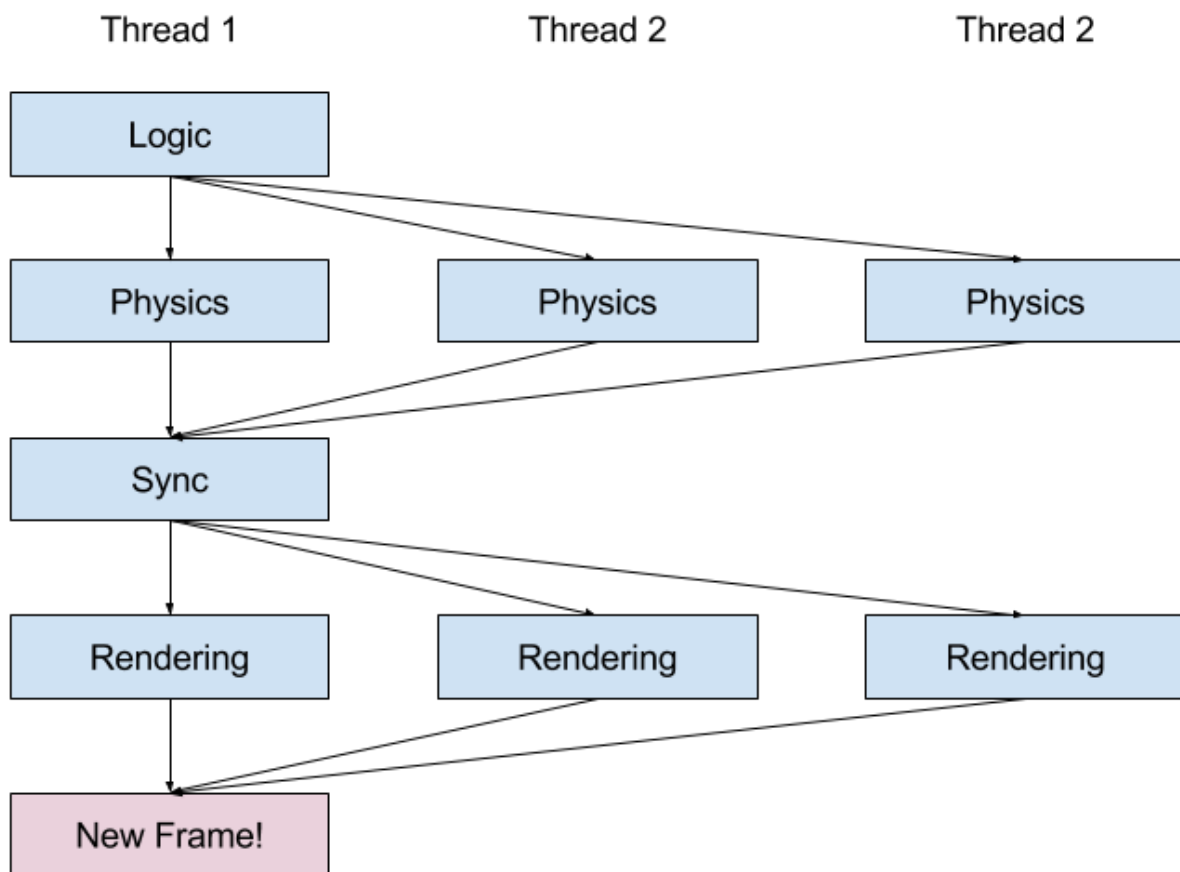 Thread 1
Thread 2
Thread 2
Logic
Physics
Physics
Physics
Sync
Rendering
Rendering
Rendering
New Frame!